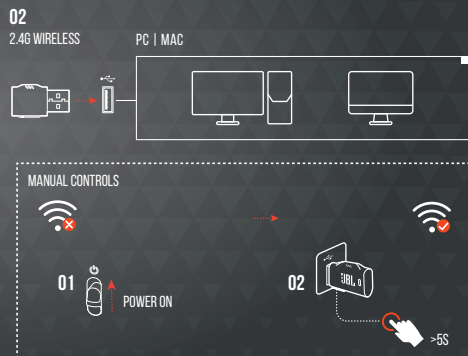 02
2.4G WIRELESS
PC | MAC
MANUAL CONTROLS
01
POWER ON
02
JBL
>5S